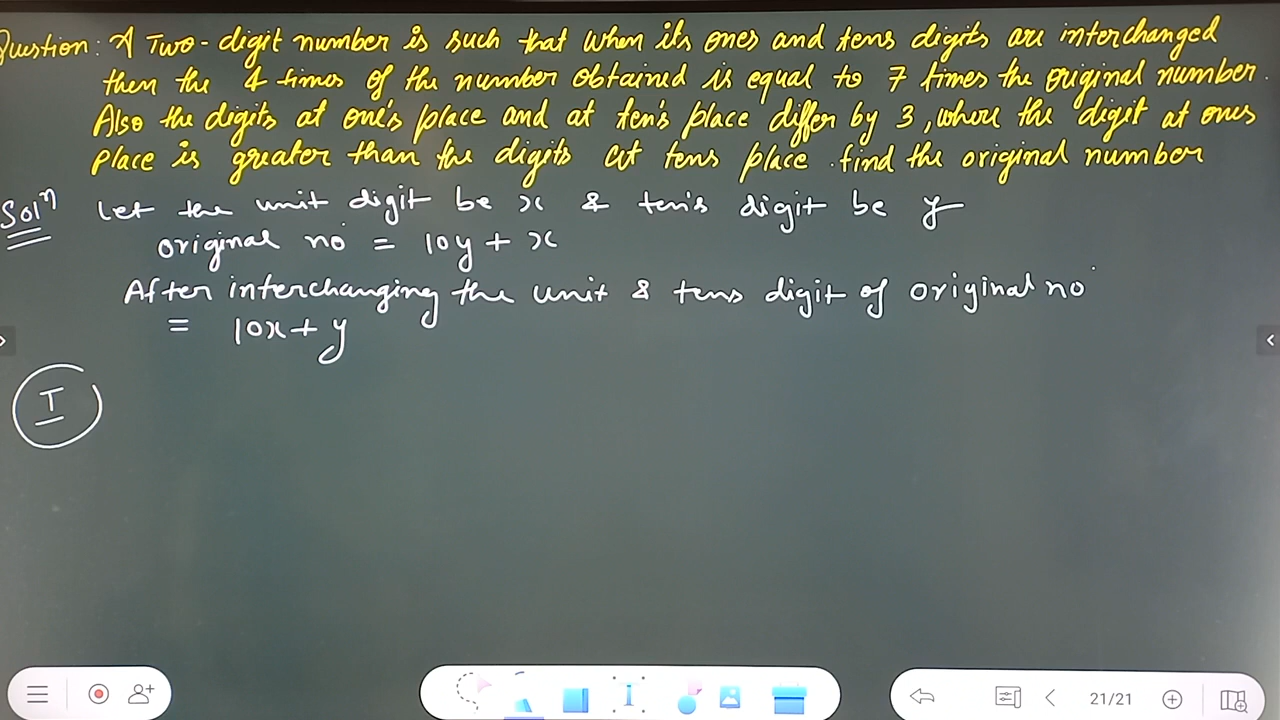 Question: A Two-digit number is such that when its ones and tens digits are interchanged
then the 4 times of the number obtained is equal to 7 times the original number.
Also the digits at one's place and at ten's place differ by 3, where the digit at ones
place is greater than the digits at tens place. find the original number
Solⁿ Let the unit digit be x & ten's digit be y
original no = 10y + x
After interchanging the unit & tens digit of original no
= 10x + y
I
21/21